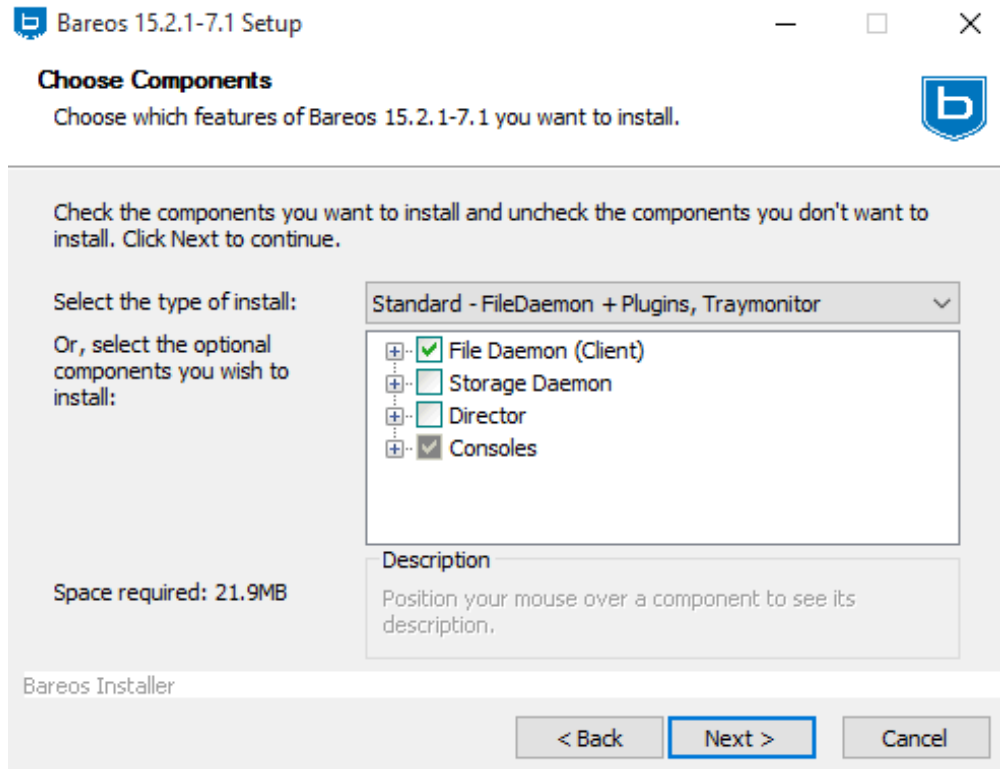 Bareos 15.2.1-7.1 Setup
Choose Components
Choose which features of Bareos 15.2.1-7.1 you want to install.
Check the components you want to install and uncheck the components you don't want to
install. Click Next to continue.
Select the type of install:
Standard - FileDaemon + Plugins, Traymonitor
Or, select the optional
components you wish to
install:
File Daemon (Client)
Storage Daemon
Director
Consoles
Space required: 21.9MB
Description
Position your mouse over a component to see its
description.
Bareos Installer
< Back
Next >
Cancel